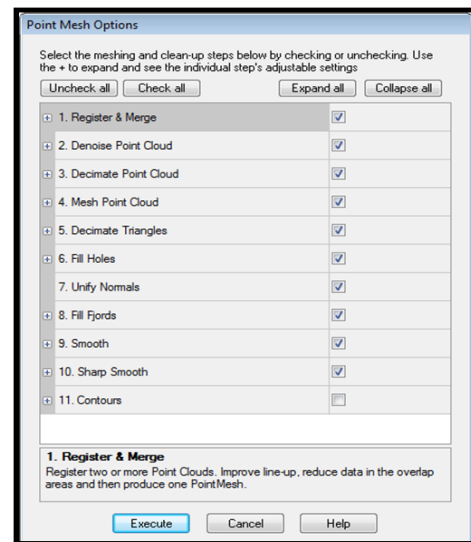 Point Mesh Options
Select the meshing and clean-up steps below by checking or unchecking. Use
the + to expand and see the individual step's adjustable settings
Uncheck all Check all Expand all Collapse all
1. Register & Merge
2. Denoise Point Cloud
3. Decimate Point Cloud
4. Mesh Point Cloud
5. Decimate Triangles
6. Fill Holes
7. Unify Normals
8. Fill Fjords
9. Smooth
10. Sharp Smooth
11. Contours
1. Register & Merge
Register two or more Point Clouds. Improve line-up, reduce data in the overlap
areas and then produce one PointMesh.
Execute Cancel Help